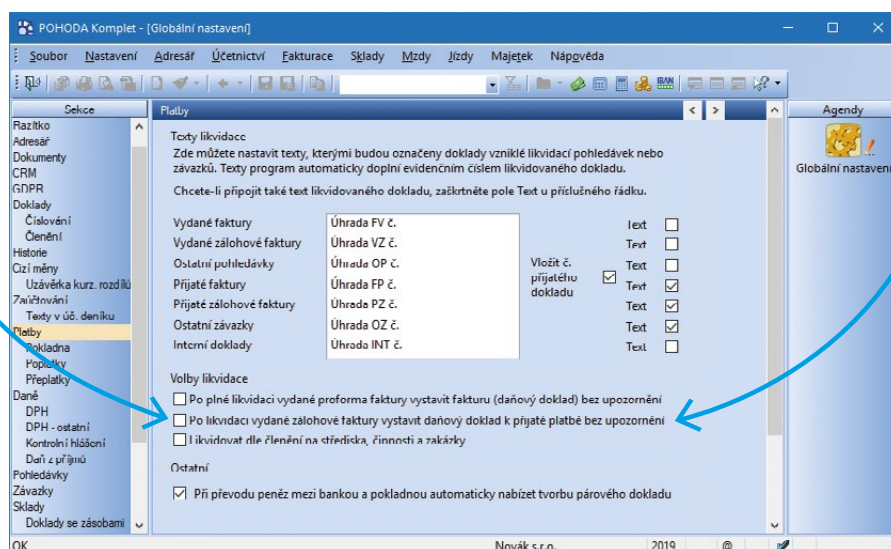 POHODA Komplet - [Globální nastavení]
Soubor Nastavení Adresář Účetnictví Fakturace Sklady Mzdy Jízdy Majetek Nápověda
IBAN
Sekce
Razítko
Adresář
Dokumenty
CRM
GDPR
Doklady
Číslování
Členění
Historie
Cizí měny
Uzávěrka kurz. rozdílů
Zaúčtování
Texty v úč. deníku
Platby
Pokladna
Poplatky
Přeplatky
Daně
DPH
DPH - ostatní
Kontrolní hlášení
Daň z příjmů
Pohledávky
Závazky
Sklady
Doklady se zásobami
Platby
Texty likvidace
Zde můžete nastavit texty, kterými budou označeny doklady vzniklé likvidací pohledávek nebo
závazků. Texty program automaticky doplní evidenčním číslem likvidovaného dokladu.
Chcete-li připojit také text likvidovaného dokladu, zaškrtněte pole Text u příslušného řádku.
Vydané faktury Úhrada FV č. Text
Vydané zálohové faktury Úhrada VZ č. Text
Ostatní pohledávky Úhrada OP č. Text
Přijaté faktury Úhrada FP č. Text
Přijaté zálohové faktury Úhrada PZ č. Text
Ostatní závazky Úhrada OZ č. Text
Interní doklady Úhrada INT č. Text
Vložit č.
přijatého
dokladu
Volby likvidace
Po plné likvidaci vydané proforma faktury vystavit fakturu (daňový doklad) bez upozornění
Po likvidaci vydané zálohové faktury vystavit daňový doklad k přijaté platbě bez upozornění
Likvidovat dle členění na střediska, činnosti a zakázky
Ostatní
Při převodu peněz mezi bankou a pokladnou automaticky nabízet tvorbu párového dokladu
Agendy
Globální nastavení
OK Novák s.r.o. 2019 @